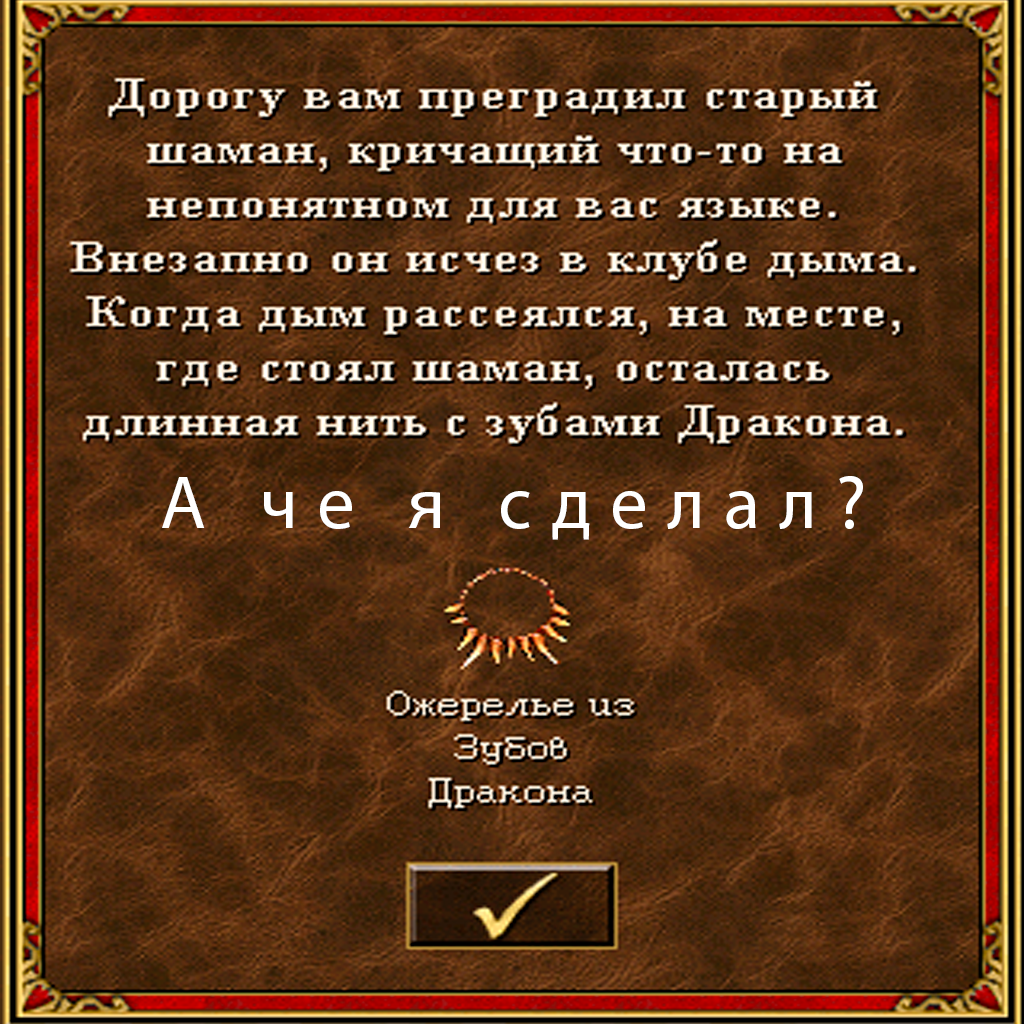 Дорогу вам преградил старый
шаман, кричащий что-то на
непонятном для вас языке.
Внезапно он исчез в клубе дыма.
Когда дым рассеялся, на месте,
где стоял шаман, осталась
длинная нить с зубами Дракона.
А че я сделал?
Ожерелье из
Зубов
Дракона